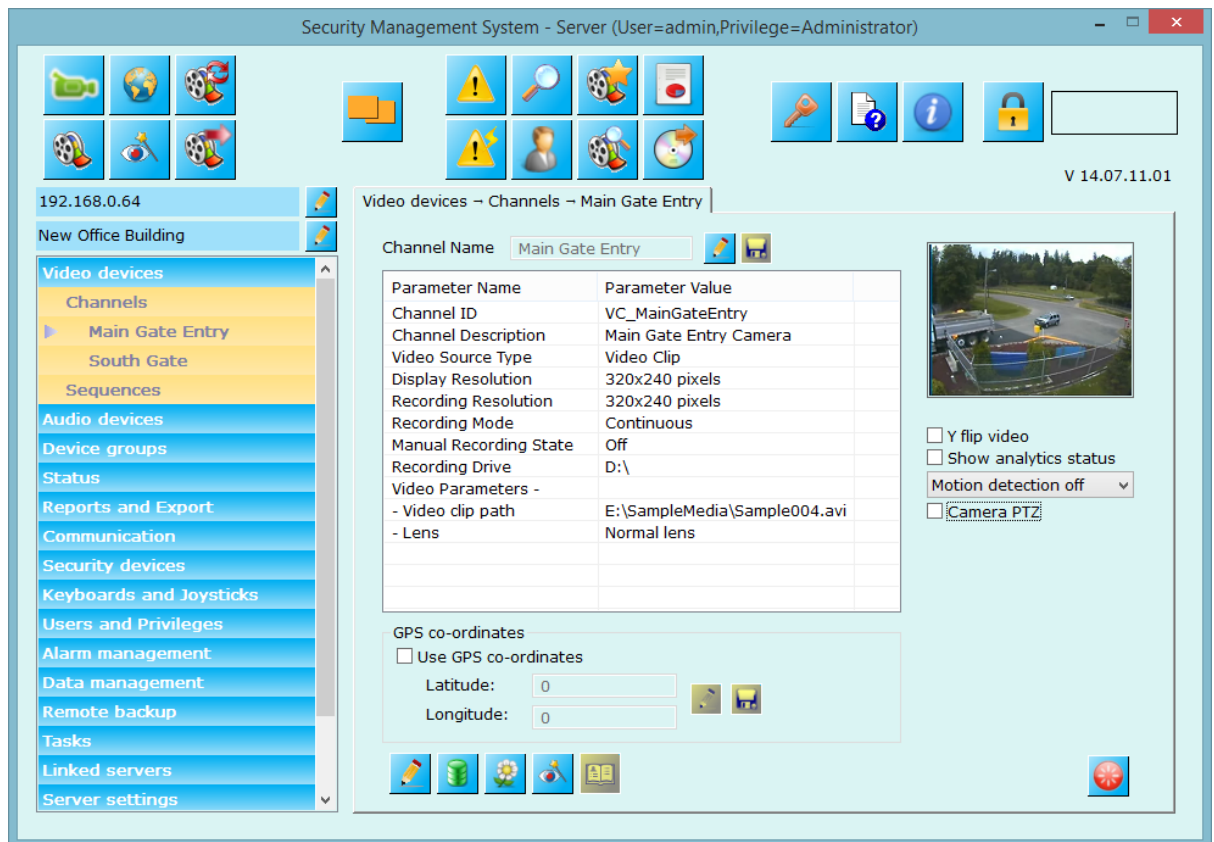 Security Management System - Server (User=admin,Privilege=Administrator)
V 14.07.11.01
192.168.0.64
New Office Building
Video devices
Channels
Main Gate Entry
South Gate
Sequences
Audio devices
Device groups
Status
Reports and Export
Communication
Security devices
Keyboards and Joysticks
Users and Privileges
Alarm management
Data management
Remote backup
Tasks
Linked servers
Server settings
Video devices → Channels → Main Gate Entry
Channel Name Main Gate Entry
Parameter Name Parameter Value
Channel ID VC_MainGateEntry
Channel Description Main Gate Entry Camera
Video Source Type Video Clip
Display Resolution 320x240 pixels
Recording Resolution 320x240 pixels
Recording Mode Continuous
Manual Recording State Off
Recording Drive D:\
Video Parameters -
- Video clip path E:\SampleMedia\Sample004.avi
- Lens Normal lens
GPS co-ordinates
Use GPS co-ordinates
Latitude: 0
Longitude: 0
Y flip video
Show analytics status
Motion detection off
Camera PTZ